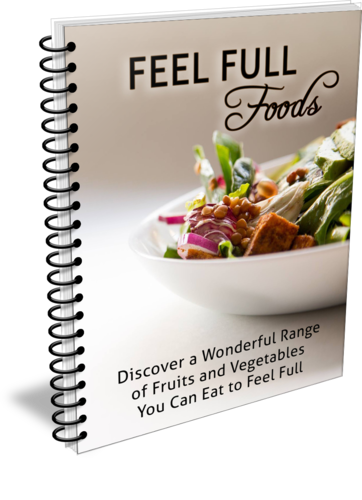 FEEL FULL
Foods
Discover a Wonderful Range
of Fruits and Vegetables
You Can Eat to Feel Full